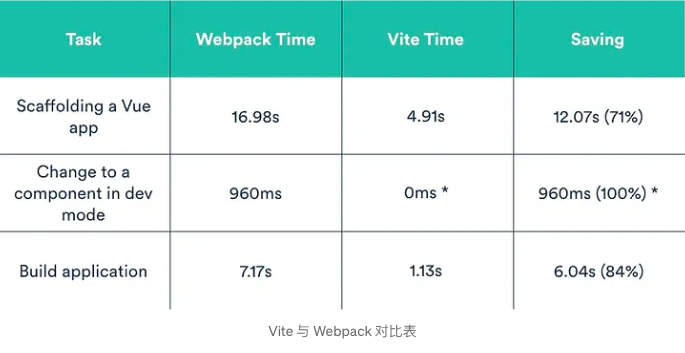 Task Webpack Time Vite Time Saving
Scaffolding a Vue
app
16.98s 4.91s 12.07s (71%)
Change to a
component in dev
mode
960ms 0ms * 960ms (100%) *
Build application 7.17s 1.13s 6.04s (84%)
Vite 与 Webpack 对比表